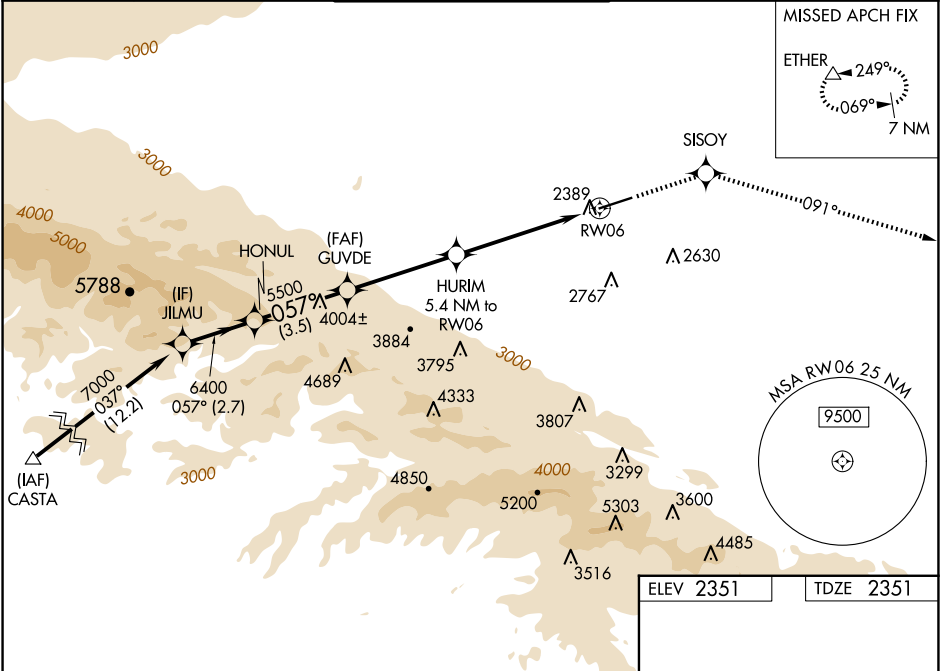 MISSED APCH FIX
ETHER
249°
069°
7 NM
3000
3000
SISOY
091°
2389
RW06
2630
2767
4000
5000
5788
HONUL
(FAF)
GUVDE
(IF)
JILMU
5500
057°
(3.5)
4004±
HURIM
5.4 NM to
RW06
3884
3795
3000
4689
4333
6400
057° (2.7)
7000
037°
(12.2)
(IAF)
CASTA
3000
3807
3299
4850
4000
5200
5303
3600
4485
3516
MSA RW 06 25 NM
9500
ELEV 2351
TDZE 2351